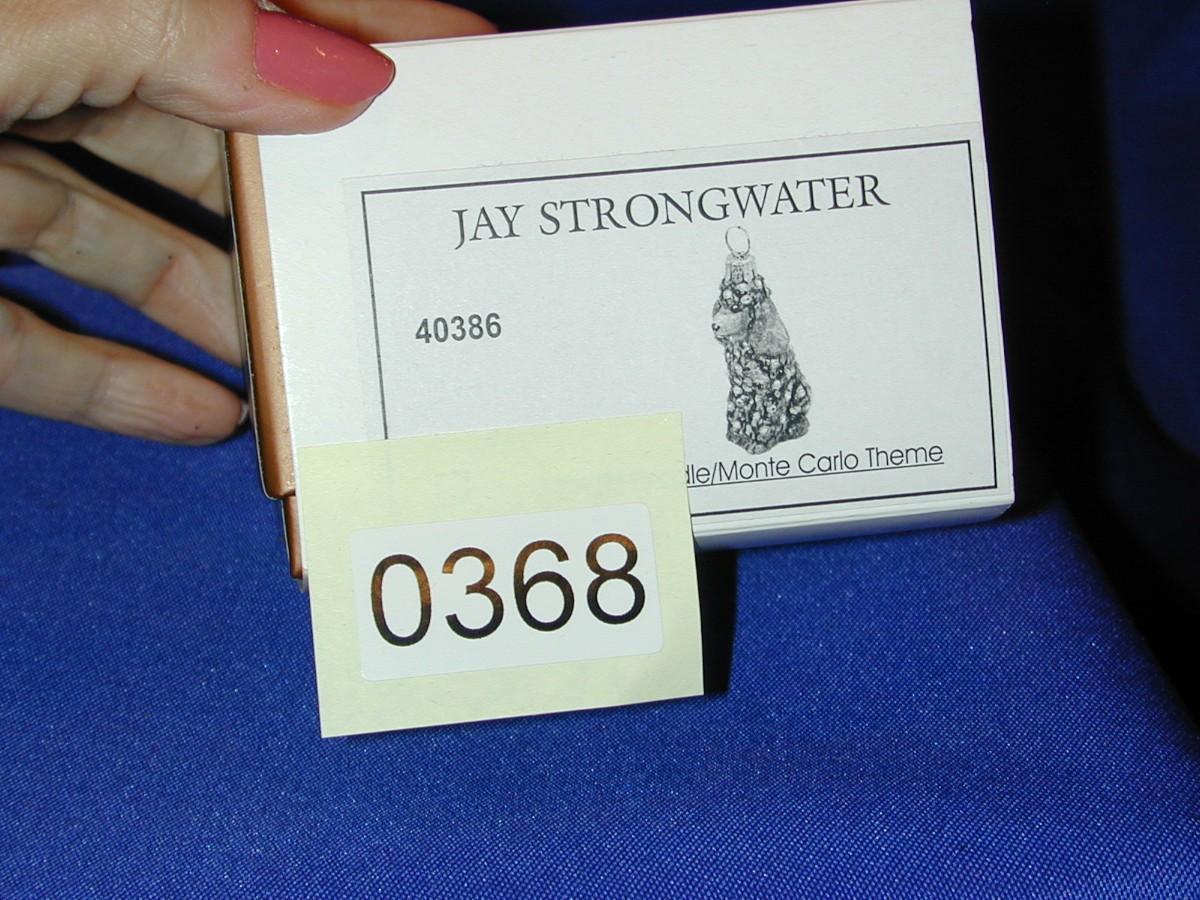 JAY STRONGWATER
40386
dle/Monte Carlo Theme
0368